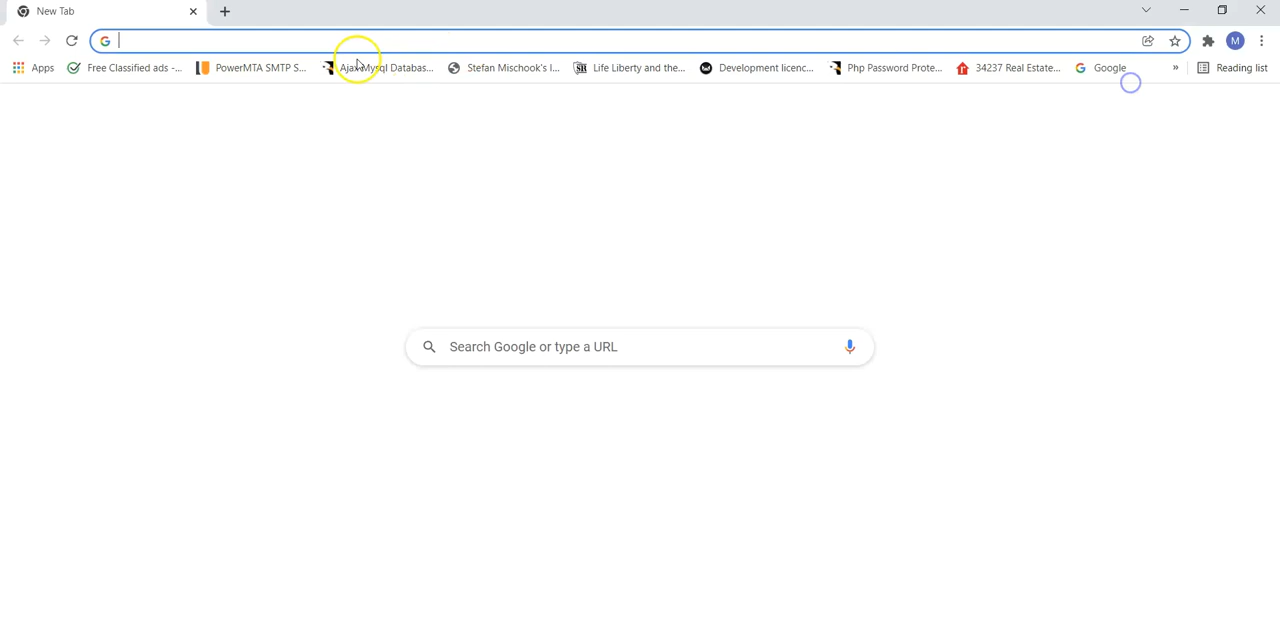 New Tab
Apps Free Classified ads -... PowerMTA SMTP S... Ajax Mysql Databas... Stefan Mischook's I... Life Liberty and the... Development licenc... Php Password Prote... 34237 Real Estate... Google » Reading list
M
Search Google or type a URL